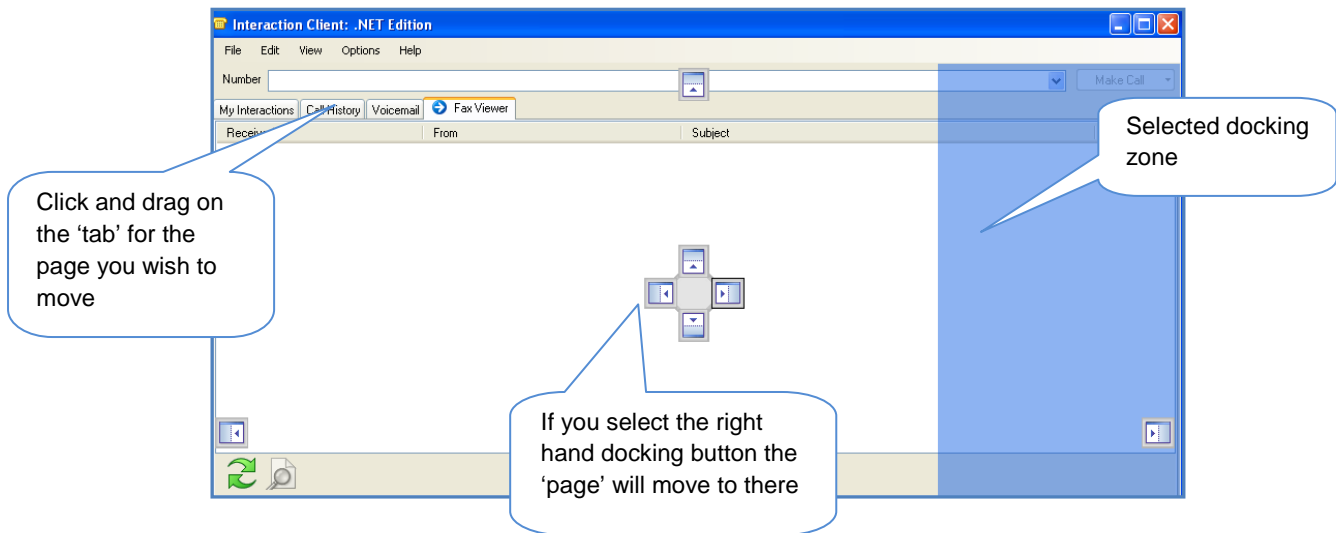 Interaction Client: .NET Edition
File Edit View Options Help
Number Make Call
My Interactions Call History Voicemail Fax Viewer
From Subject
Selected docking
zone
Click and drag on
the ‘tab’ for the
page you wish to
move
If you select the right
hand docking button the
‘page’ will move to there